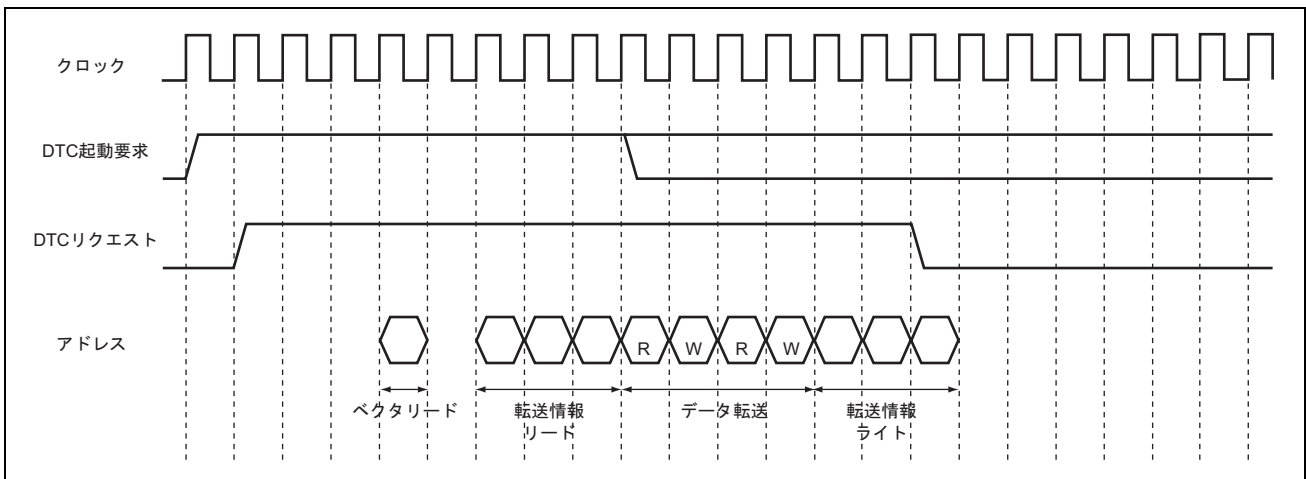 クロック
DTC起動要求
DTCリクエスト
アドレス
R
W
R
W
ベクタリード
転送情報
リード
データ転送
転送情報
ライト